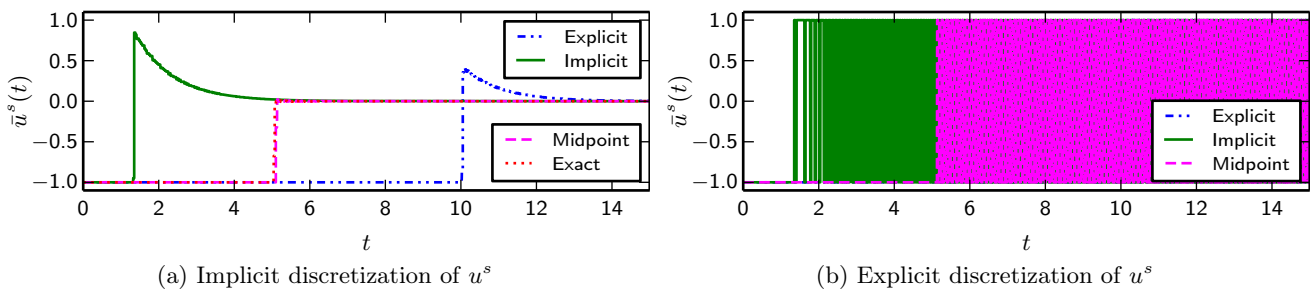 1.0
0.5
0.0
−0.5
−1.0
ū^s(t)
Explicit
Implicit
Midpoint
Exact
0 2 4 6 8 10 12 14
t
(a) Implicit discretization of u^s
1.0
0.5
0.0
−0.5
−1.0
ū^s(t)
Explicit
Implicit
Midpoint
0 2 4 6 8 10 12 14
t
(b) Explicit discretization of u^s